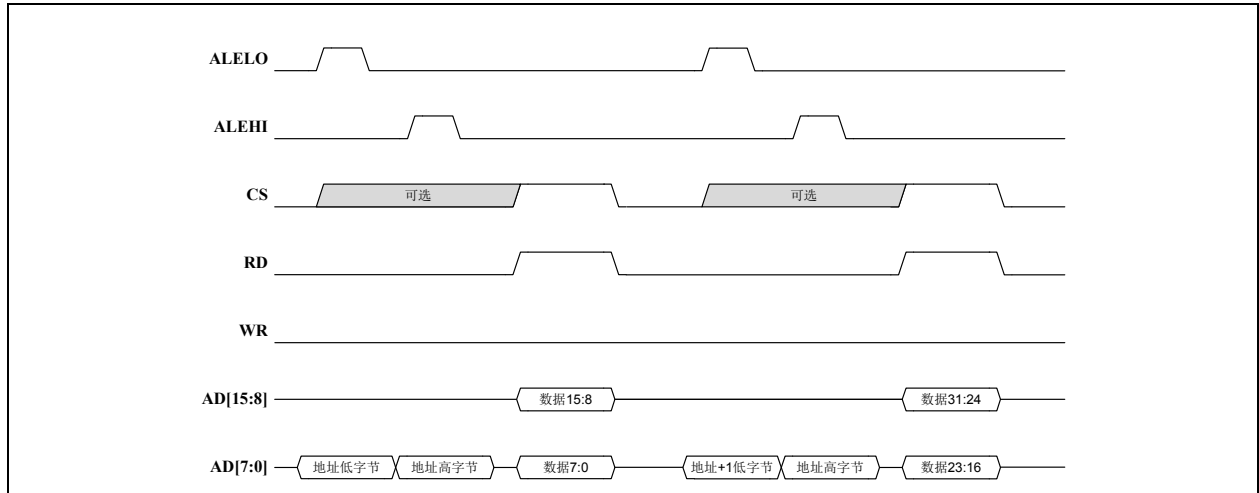 ALELO
ALEHI
CS 可选 可选
RD
WR
AD[15:8] 数据15:8 数据31:24
AD[7:0] 地址低字节 地址高字节 数据7:0 地址+1低字节 地址高字节 数据23:16